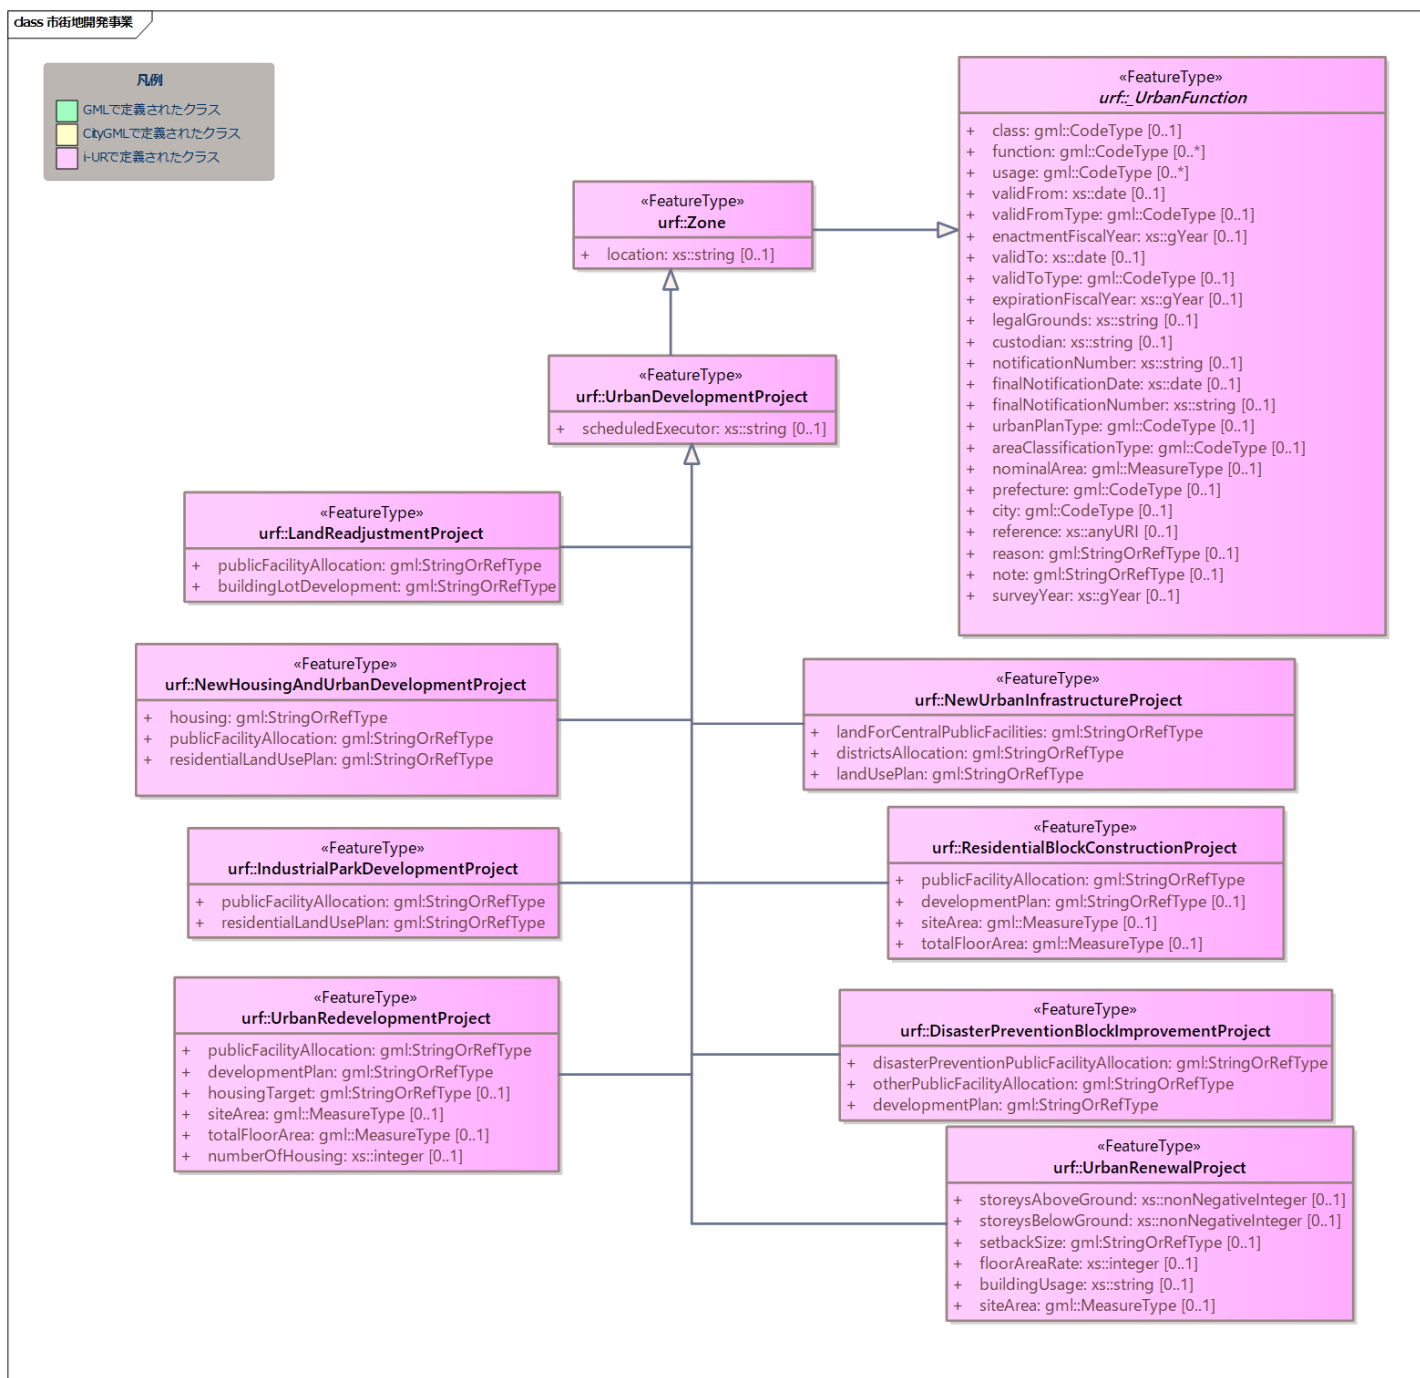 class 市街地開発事業
凡例
GMLで定義されたクラス
CityGMLで定義されたクラス
i-URで定義されたクラス
«FeatureType»
urf::_UrbanFunction
+ class: gml::CodeType [0..1]
+ function: gml::CodeType [0..*]
+ usage: gml::CodeType [0..*]
+ validFrom: xs::date [0..1]
+ validFromType: gml::CodeType [0..1]
+ enactmentFiscalYear: xs::gYear [0..1]
+ validTo: xs::date [0..1]
+ validToType: gml::CodeType [0..1]
+ expirationFiscalYear: xs::gYear [0..1]
+ legalGrounds: xs::string [0..1]
+ custodian: xs::string [0..1]
+ notificationNumber: xs::string [0..1]
+ finalNotificationDate: xs::date [0..1]
+ finalNotificationNumber: xs::string [0..1]
+ urbanPlanType: gml::CodeType [0..1]
+ areaClassificationType: gml::CodeType [0..1]
+ nominalArea: gml::MeasureType [0..1]
+ prefecture: gml::CodeType [0..1]
+ city: gml::CodeType [0..1]
+ reference: xs::anyURI [0..1]
+ reason: gml::StringOrRefType [0..1]
+ note: gml::StringOrRefType [0..1]
+ surveyYear: xs::gYear [0..1]
«FeatureType»
urf::Zone
+ location: xs::string [0..1]
«FeatureType»
urf::UrbanDevelopmentProject
+ scheduledExecutor: xs::string [0..1]
«FeatureType»
urf::LandReadjustmentProject
+ publicFacilityAllocation: gml:StringOrRefType
+ buildingLotDevelopment: gml:StringOrRefType
«FeatureType»
urf::NewHousingAndUrbanDevelopmentProject
+ housing: gml:StringOrRefType
+ publicFacilityAllocation: gml:StringOrRefType
+ residentialLandUsePlan: gml:StringOrRefType
«FeatureType»
urf::NewUrbanInfrastructureProject
+ landForCentralPublicFacilities: gml:StringOrRefType
+ districtsAllocation: gml:StringOrRefType
+ landUsePlan: gml:StringOrRefType
«FeatureType»
urf::IndustrialParkDevelopmentProject
+ publicFacilityAllocation: gml:StringOrRefType
+ residentialLandUsePlan: gml:StringOrRefType
«FeatureType»
urf::ResidentialBlockConstructionProject
+ publicFacilityAllocation: gml:StringOrRefType
+ developmentPlan: gml:StringOrRefType [0..1]
+ siteArea: gml::MeasureType [0..1]
+ totalFloorArea: gml::MeasureType [0..1]
«FeatureType»
urf::UrbanRedevelopmentProject
+ publicFacilityAllocation: gml:StringOrRefType
+ developmentPlan: gml:StringOrRefType
+ housingTarget: gml:StringOrRefType [0..1]
+ siteArea: gml::MeasureType [0..1]
+ totalFloorArea: gml::MeasureType [0..1]
+ numberOfHousing: xs::integer [0..1]
«FeatureType»
urf::DisasterPreventionBlockImprovementProject
+ disasterPreventionPublicFacilityAllocation: gml:StringOrRefType
+ otherPublicFacilityAllocation: gml:StringOrRefType
+ developmentPlan: gml:StringOrRefType
«FeatureType»
urf::UrbanRenewalProject
+ storeysAboveGround: xs::nonNegativeInteger [0..1]
+ storeysBelowGround: xs::nonNegativeInteger [0..1]
+ setbackSize: gml:StringOrRefType [0..1]
+ floorAreaRate: xs::integer [0..1]
+ buildingUsage: xs::string [0..1]
+ siteArea: gml::MeasureType [0..1]